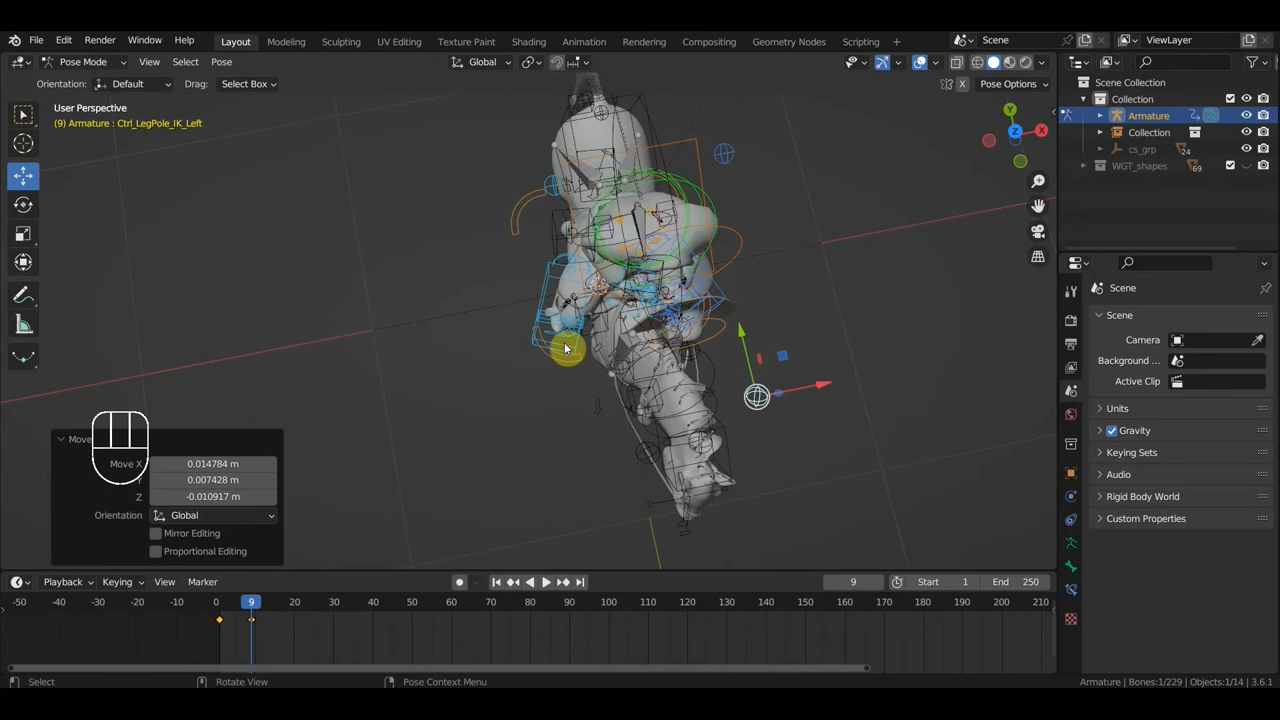 File Edit Render Window Help Layout Modeling Sculpting UV Editing Texture Paint Shading Animation Rendering Compositing Geometry Nodes Scripting + Scene ViewLayer
Pose Mode View Select Pose Global
Orientation: Default Drag: Select Box X Pose Options
User Perspective
(9) Armature : Ctrl_LegPole_IK_Left
Y
Z X
Scene Collection
Collection
Armature
Collection
cs_grp 24
WGT_shapes 69
Scene
Scene
Camera
Background ...
Active Clip
Units
Gravity
Keying Sets
Audio
Rigid Body World
Custom Properties
Move
Move X 0.014784 m
0.007428 m
Z -0.010917 m
Orientation Global
Mirror Editing
Proportional Editing
Playback Keying View Marker 9 Start 1 End 250
-50 -40 -30 -20 -10 0 9 20 30 40 50 60 70 80 90 100 110 120 130 140 150 160 170 180 190 200 210
Select Rotate View Pose Context Menu Armature | Bones:1/229 | Objects:1/14 | 3.6.1